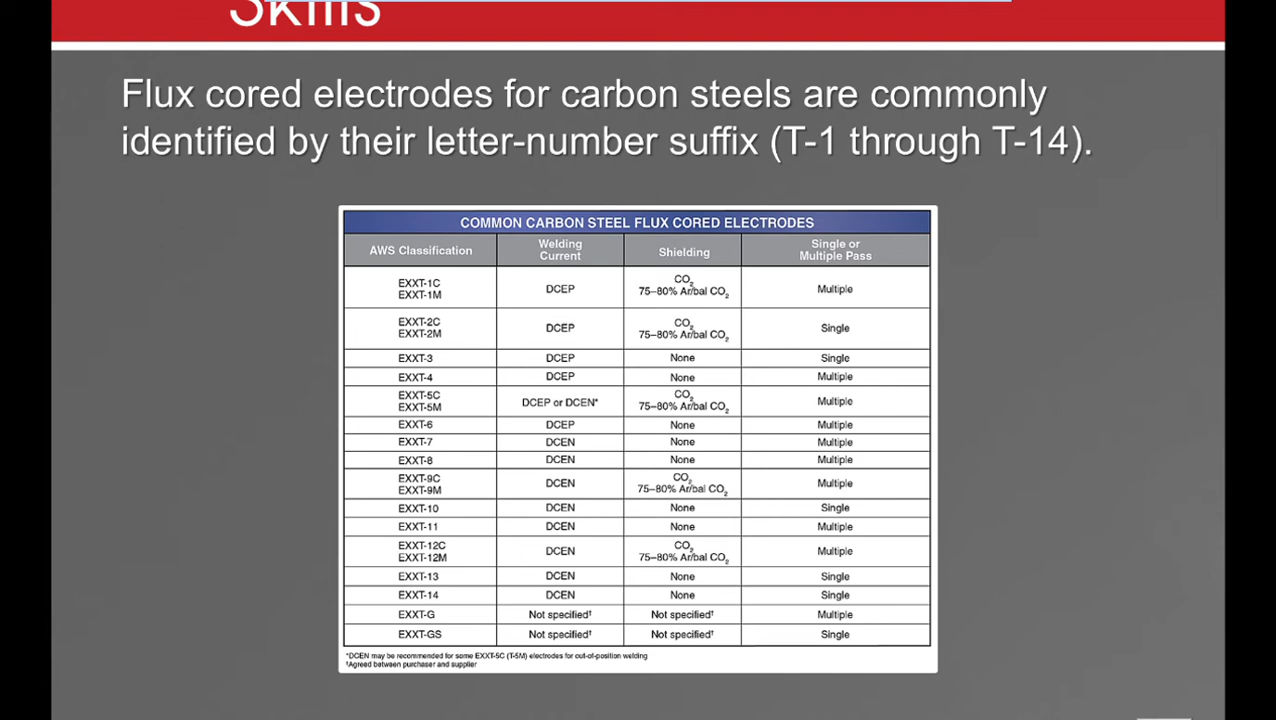 Skills
Flux cored electrodes for carbon steels are commonly
identified by their letter-number suffix (T-1 through T-14).
COMMON CARBON STEEL FLUX CORED ELECTRODES
AWS Classification Welding Current Shielding Single or Multiple Pass
EXXT-1C EXXT-1M DCEP CO2 75–80% Ar/bal CO2 Multiple
EXXT-2C EXXT-2M DCEP CO2 75–80% Ar/bal CO2 Single
EXXT-3 DCEP None Single
EXXT-4 DCEP None Multiple
EXXT-5C EXXT-5M DCEP or DCEN* CO2 75–80% Ar/bal CO2 Multiple
EXXT-6 DCEP None Multiple
EXXT-7 DCEN None Multiple
EXXT-8 DCEN None Multiple
EXXT-9C EXXT-9M DCEN CO2 75–80% Ar/bal CO2 Multiple
EXXT-10 DCEN None Single
EXXT-11 DCEN None Multiple
EXXT-12C EXXT-12M DCEN CO2 75–80% Ar/bal CO2 Multiple
EXXT-13 DCEN None Single
EXXT-14 DCEN None Single
EXXT-G Not specified† Not specified† Multiple
EXXT-GS Not specified† Not specified† Single
*DCEN may be recommended for some EXXT-5C (T-5M) electrodes for out-of-position welding
†Agreed between purchaser and supplier